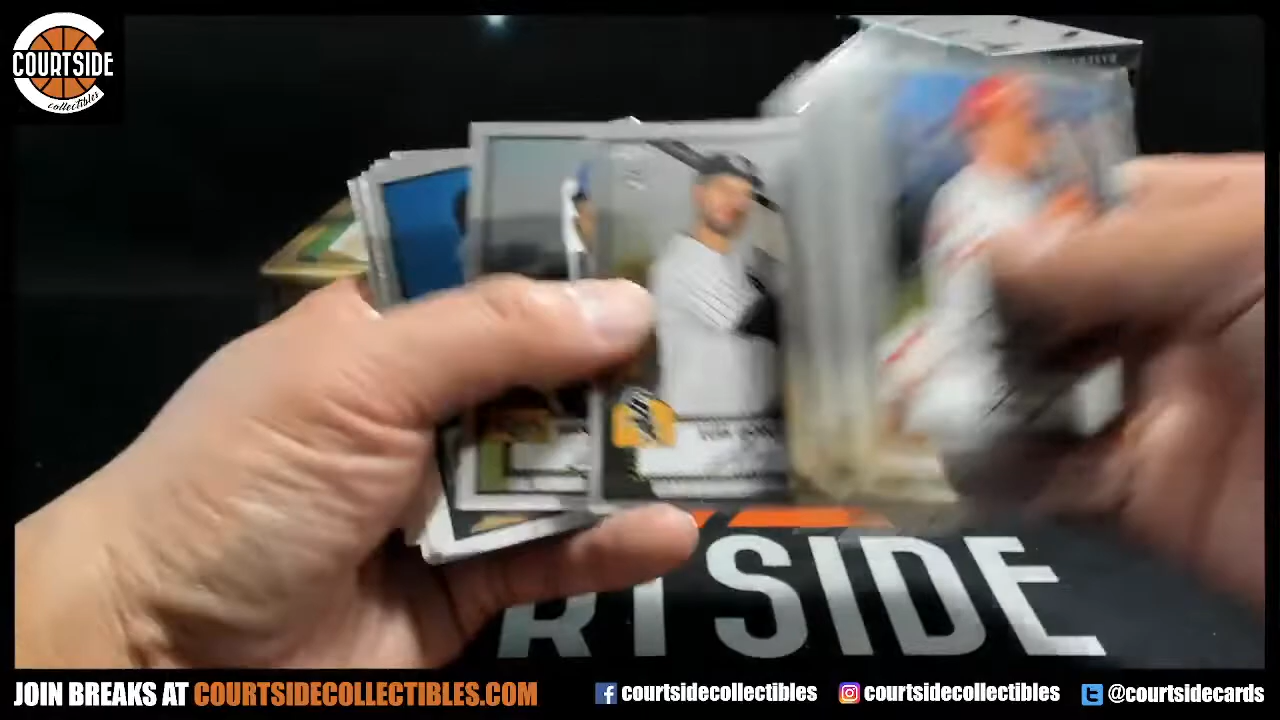 COURTSIDE
collectibles
RTSIDE
JOIN BREAKS AT COURTSIDECOLLECTIBLES.COM
courtsidecollectibles
courtsidecollectibles
@courtsidecards